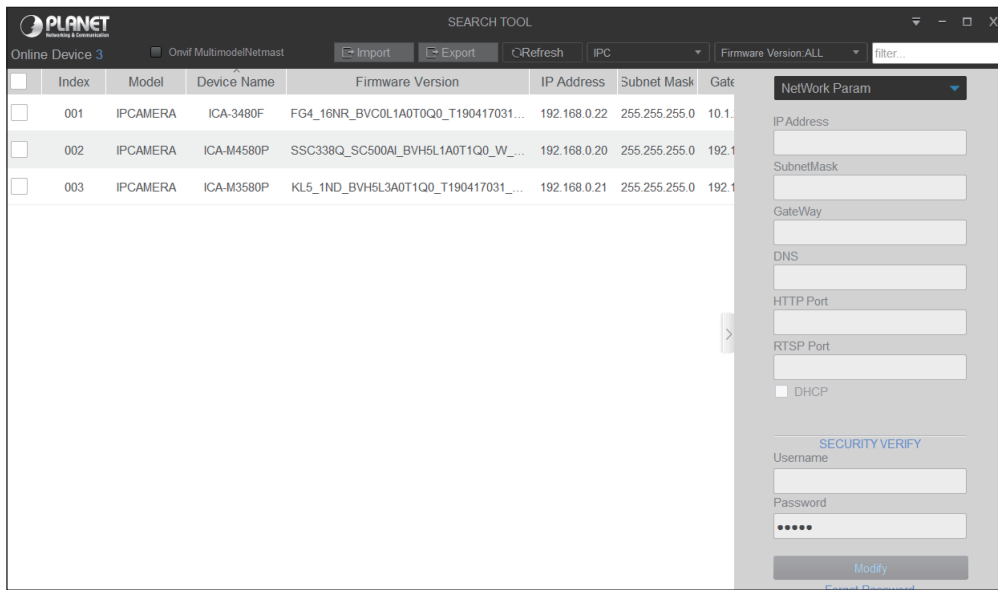 PLANET
Networking & Communication
SEARCH TOOL
Online Device 3
Onvif MultimodelNetmast
Import
Export
Refresh
IPC
Firmware Version:ALL
filter...
Index Model Device Name Firmware Version IP Address Subnet Mask Gate
001 IPCAMERA ICA-3480F FG4_16NR_BVC0L1A0T0Q0_T190417031... 192.168.0.22 255.255.255.0 10.1.
002 IPCAMERA ICA-M4580P SSC338Q_SC500AI_BVH5L1A0T1Q0_W_... 192.168.0.20 255.255.255.0 192.1
003 IPCAMERA ICA-M3580P KL5_1ND_BVH5L3A0T1Q0_T190417031_... 192.168.0.21 255.255.255.0 192.1
NetWork Param
IP Address
SubnetMask
GateWay
DNS
HTTP Port
RTSP Port
DHCP
SECURITY VERIFY
Username
Password
•••••
Modify
Forgot Password